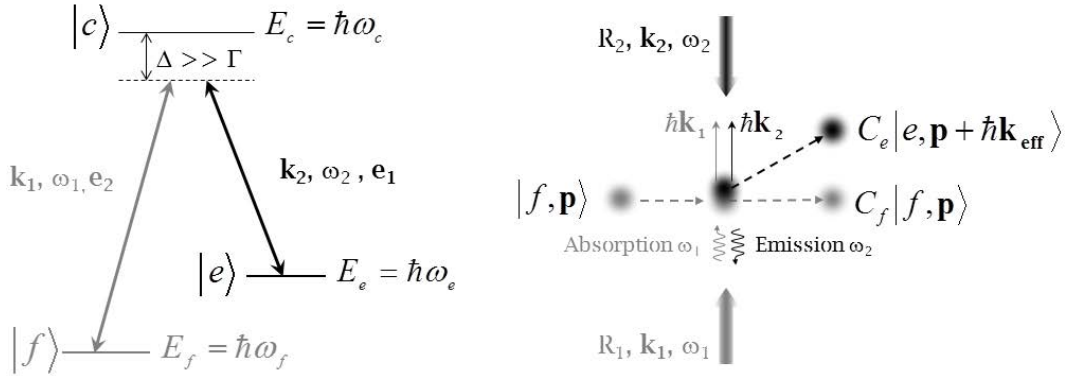 |c⟩ E_c = ħω_c
Δ >> Γ
k₁, ω₁, e₂
k₂, ω₂ , e₁
|e⟩ E_e = ħω_e
|f⟩ E_f = ħω_f
R₂, k₂, ω₂
ħk₁ ħk₂
C_e|e, p + ħk_eff⟩
|f, p⟩
C_f|f, p⟩
Absorption ω₁ Emission ω₂
R₁, k₁, ω₁